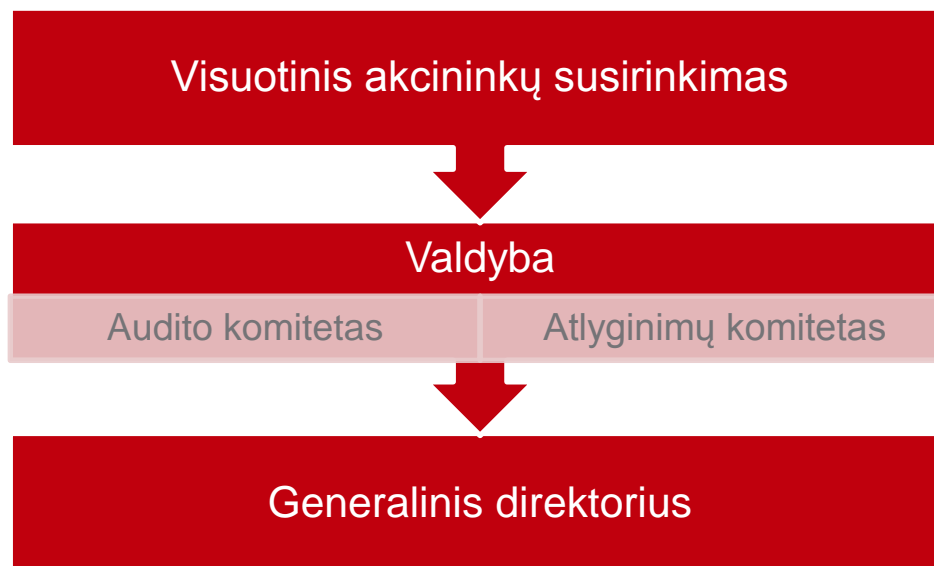 Visuotinis akcininkų susirinkimas
Valdyba
Audito komitetas
Atlyginimų komitetas
Generalinis direktorius